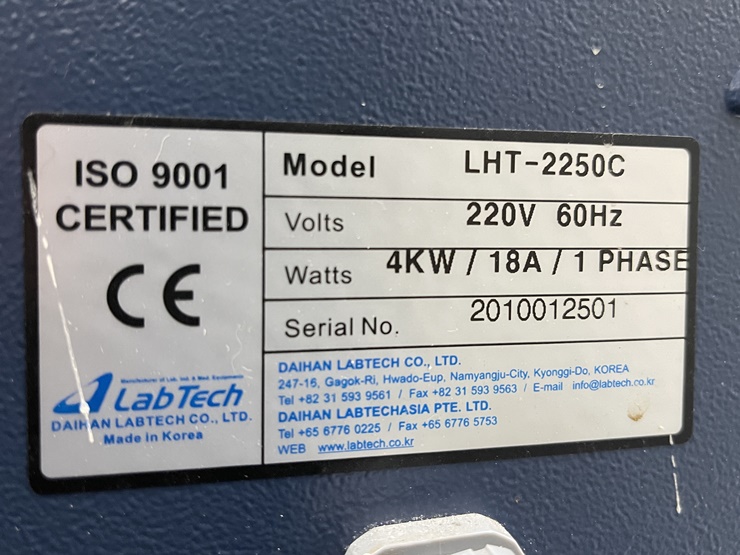 ISO 9001
CERTIFIED
CE
Manufacturer of Lab. Ind. & Med. Equipments
LabTech
DAIHAN LABTECH CO., LTD.
Made in Korea
Model LHT-2250C
Volts 220V 60Hz
Watts 4KW / 18A / 1 PHASE
Serial No. 2010012501
DAIHAN LABTECH CO., LTD.
247-16, Gagok-Ri, Hwado-Eup, Namyangju-City, Kyonggi-Do, KOREA
Tel +82 31 593 9561 / Fax +82 31 593 9563 / E-mail info@labtech.co.kr
DAIHAN LABTECHASIA PTE. LTD.
Tel +65 6776 0225 / Fax +65 6776 5753
WEB www.labtech.co.kr